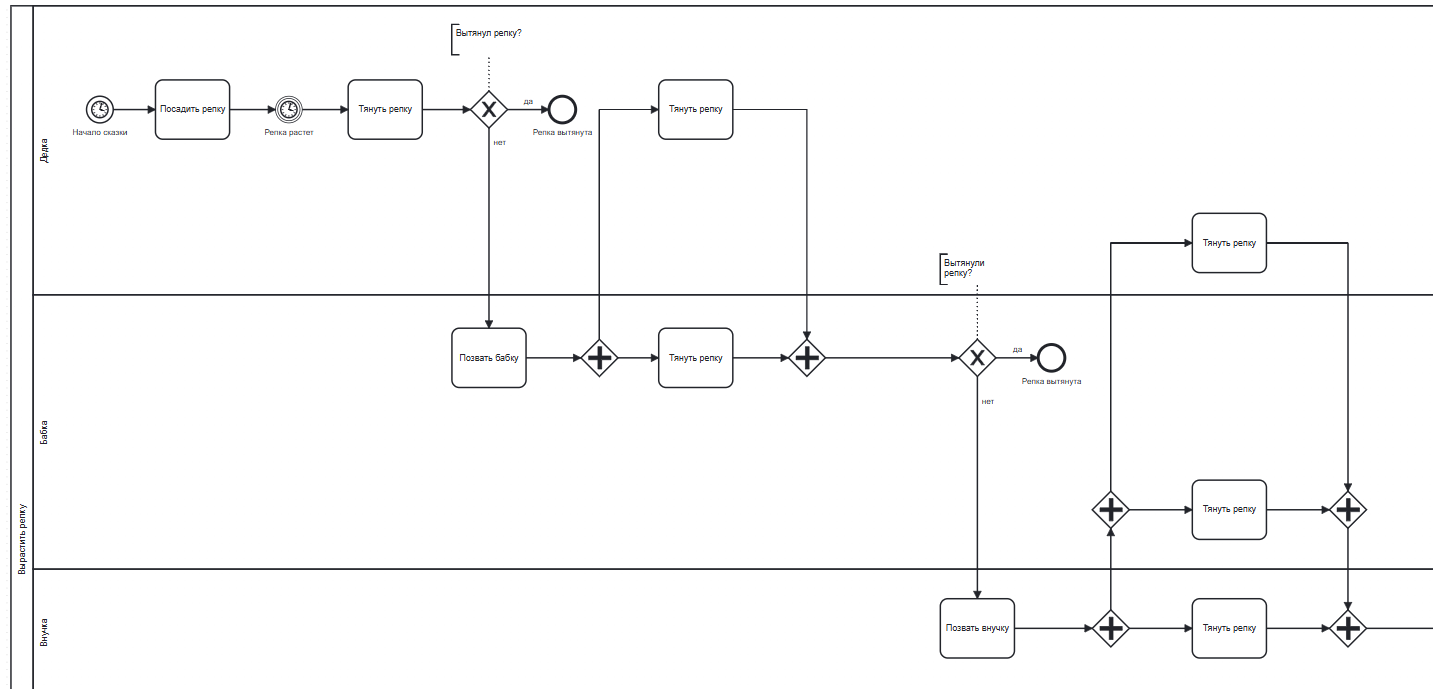 Вырастить репку
Дедка
Вытянул репку?
Начало сказки
Посадить репку
Репка растет
Тянуть репку
да
Репка вытянута
нет
Тянуть репку
Тянуть репку
Бабка
Вытянули
репку?
Позвать бабку
Тянуть репку
да
Репка вытянута
нет
Тянуть репку
Внучка
Позвать внучку
Тянуть репку